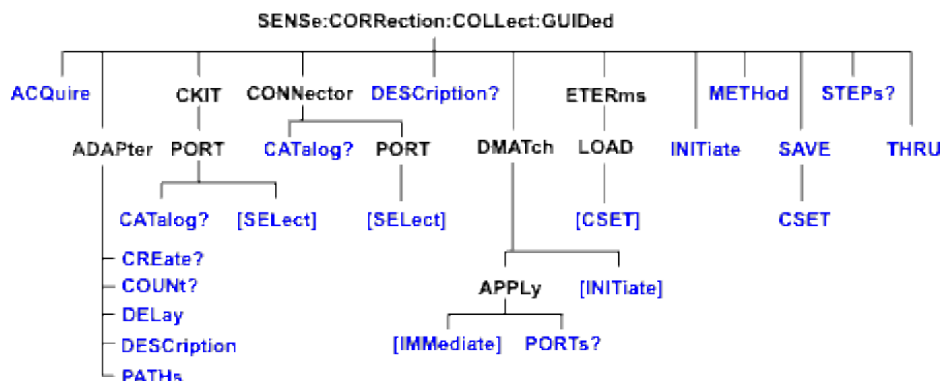 SENSe:CORRection:COLLect:GUIDed
ACQuire CKIT CONNector DESCription? ETERms METHod STEPs?
ADAPter PORT CATalog? PORT DMATch LOAD INITiate SAVE THRU
CATalog? [SELect] [SELect] [CSET] CSET
CREate?
COUNt? APPLy [INITiate]
DELay
DESCription [IMMediate] PORTs?
PATHs